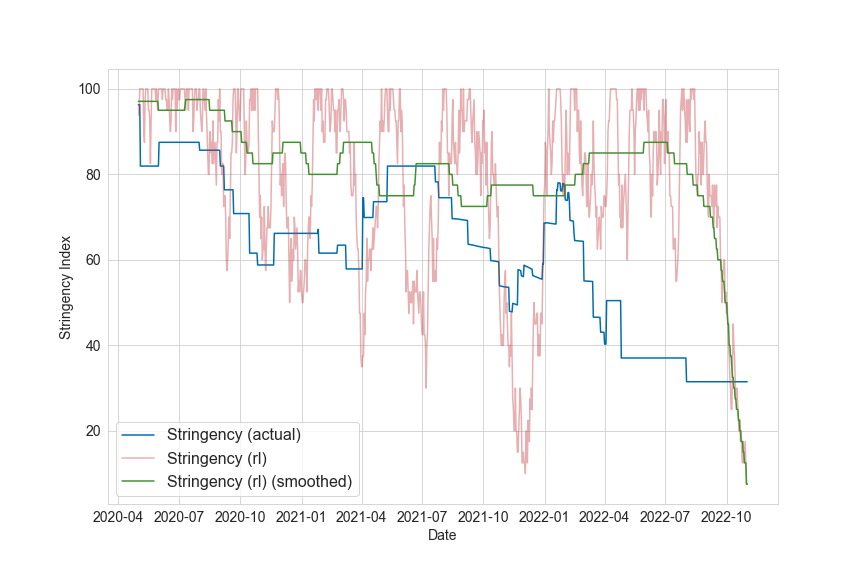 100
80
60
40
20
Stringency Index
Stringency (actual)
Stringency (rl)
Stringency (rl) (smoothed)
2020-04 2020-07 2020-10 2021-01 2021-04 2021-07 2021-10 2022-01 2022-04 2022-07 2022-10
Date